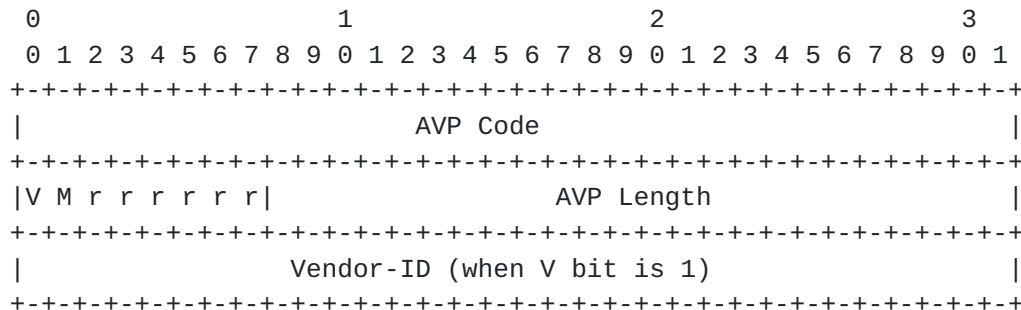 0                   1                   2                   3
 0 1 2 3 4 5 6 7 8 9 0 1 2 3 4 5 6 7 8 9 0 1 2 3 4 5 6 7 8 9 0 1
+-+-+-+-+-+-+-+-+-+-+-+-+-+-+-+-+-+-+-+-+-+-+-+-+-+-+-+-+-+-+-+-+
|                         AVP Code                              |
+-+-+-+-+-+-+-+-+-+-+-+-+-+-+-+-+-+-+-+-+-+-+-+-+-+-+-+-+-+-+-+-+
|V M r r r r r r|                  AVP Length                   |
+-+-+-+-+-+-+-+-+-+-+-+-+-+-+-+-+-+-+-+-+-+-+-+-+-+-+-+-+-+-+-+-+
|                 Vendor-ID (when V bit is 1)                   |
+-+-+-+-+-+-+-+-+-+-+-+-+-+-+-+-+-+-+-+-+-+-+-+-+-+-+-+-+-+-+-+-+